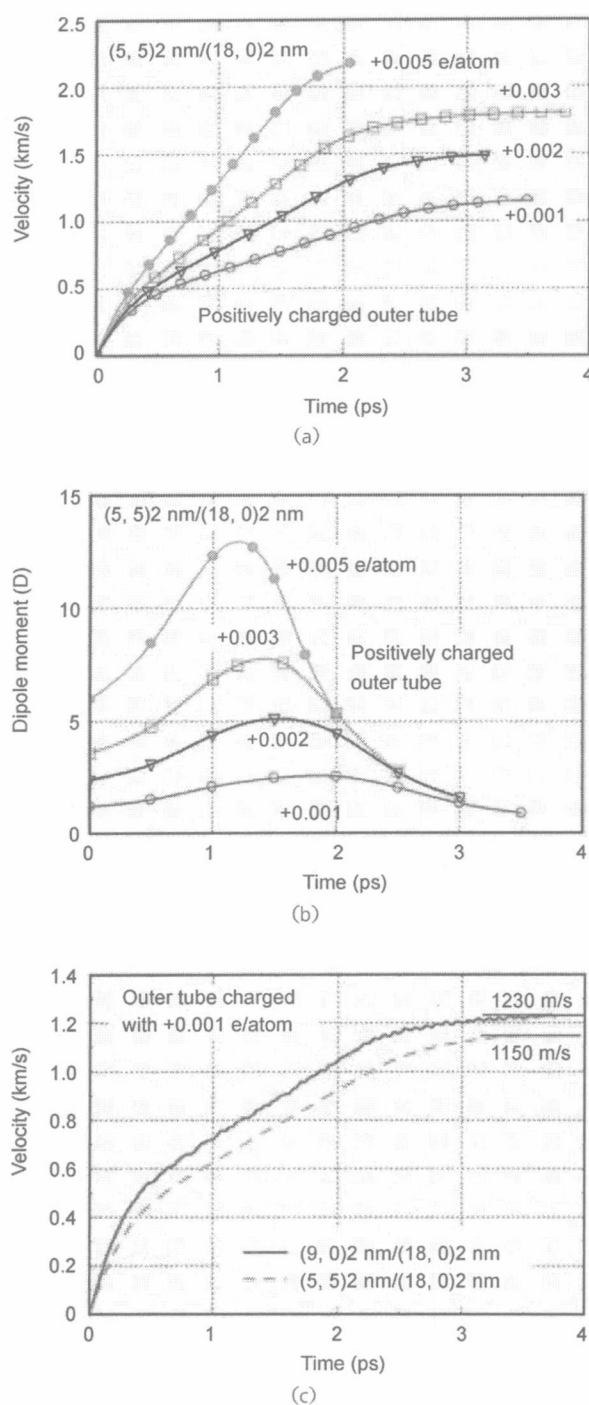 2.5
(5, 5)2 nm/(18, 0)2 nm
+0.005 e/atom
2.0
+0.003
1.5
+0.002
1.0
+0.001
0.5
Positively charged outer tube
0
0 1 2 3 4
Velocity (km/s)
Time (ps)
(a)
15
(5, 5)2 nm/(18, 0)2 nm
+0.005 e/atom
10
+0.003
Positively charged
outer tube
5
+0.002
+0.001
0
0 1 2 3 4
Dipole moment (D)
Time (ps)
(b)
1.4
Outer tube charged
with +0.001 e/atom
1230 m/s
1.2
1150 m/s
1.0
0.8
0.6
0.4
(9, 0)2 nm/(18, 0)2 nm
0.2
(5, 5)2 nm/(18, 0)2 nm
0
0 1 2 3 4
Velocity (km/s)
Time (ps)
(c)